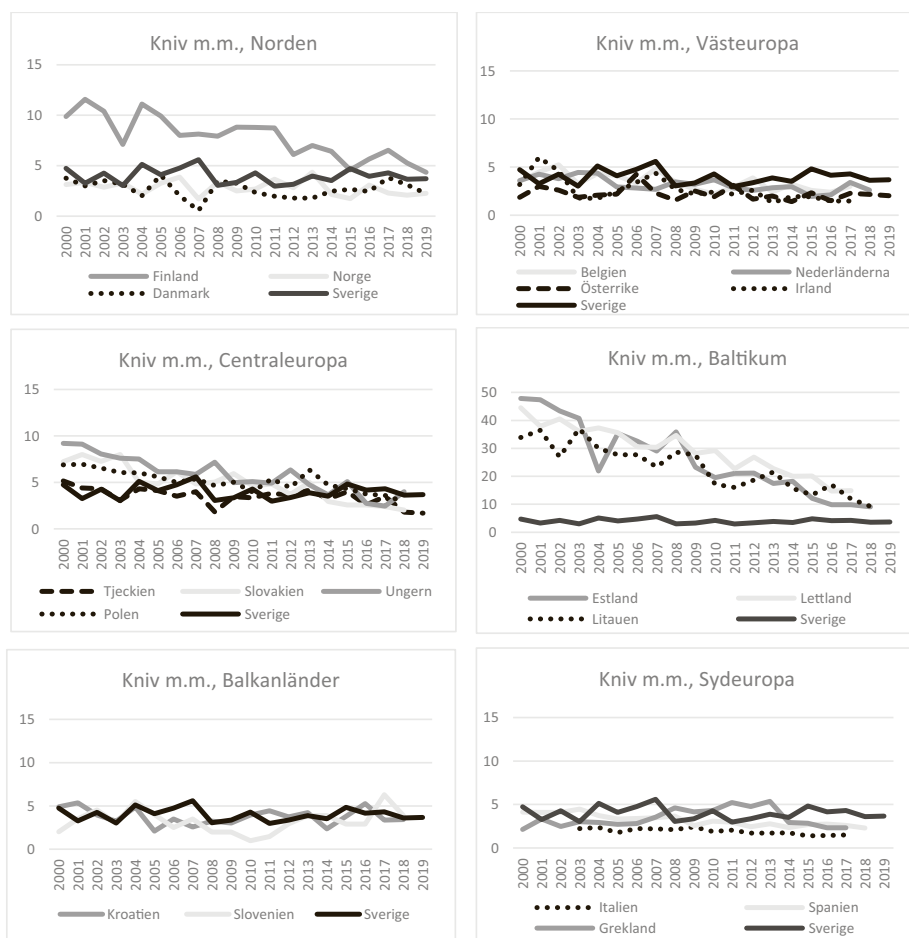 Kniv m.m., Norden
15
10
5
0
2000 2001 2002 2003 2004 2005 2006 2007 2008 2009 2010 2011 2012 2013 2014 2015 2016 2017 2018 2019
Finland Norge
Danmark Sverige
Kniv m.m., Västeuropa
15
10
5
0
2000 2001 2002 2003 2004 2005 2006 2007 2008 2009 2010 2011 2012 2013 2014 2015 2016 2017 2018 2019
Belgien Nederländerna
Österrike Irland
Sverige
Kniv m.m., Centraleuropa
15
10
5
0
2000 2001 2002 2003 2004 2005 2006 2007 2008 2009 2010 2011 2012 2013 2014 2015 2016 2017 2018 2019
Tjeckien Slovakien Ungern
Polen Sverige
Kniv m.m., Baltikum
50
40
30
20
10
0
2000 2001 2002 2003 2004 2005 2006 2007 2008 2009 2010 2011 2012 2013 2014 2015 2016 2017 2018 2019
Estland Lettland
Litauen Sverige
Kniv m.m., Balkanländer
15
10
5
0
2000 2001 2002 2003 2004 2005 2006 2007 2008 2009 2010 2011 2012 2013 2014 2015 2016 2017 2018 2019
Kroatien Slovenien Sverige
Kniv m.m., Sydeuropa
15
10
5
0
2000 2001 2002 2003 2004 2005 2006 2007 2008 2009 2010 2011 2012 2013 2014 2015 2016 2017 2018 2019
Italien Spanien
Grekland Sverige